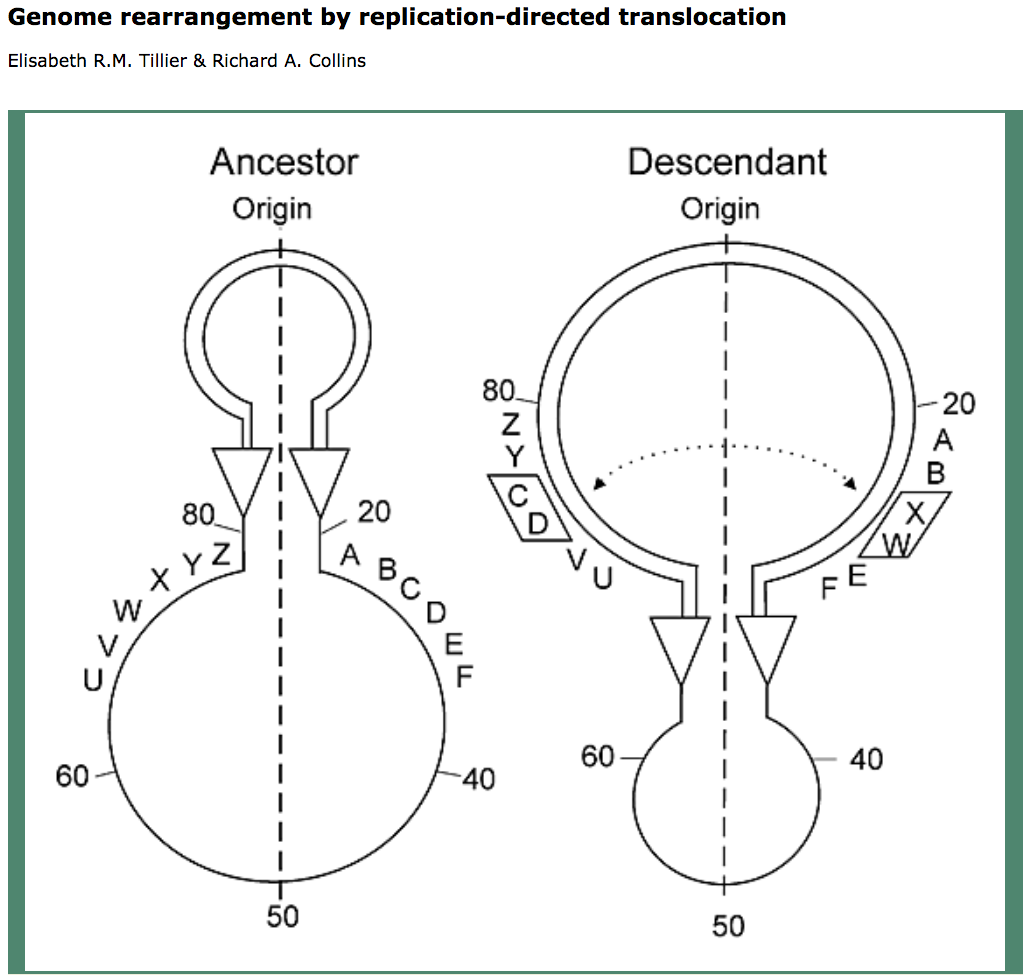 Genome rearrangement by replication-directed translocation
Elisabeth R.M. Tillier & Richard A. Collins
Ancestor
Origin
80
20
Z
Y
X
W
V
U
A
B
C
D
E
F
60
40
50
Descendant
Origin
80
20
Z
Y
C
D
V
U
A
B
X
W
E
F
60
40
50